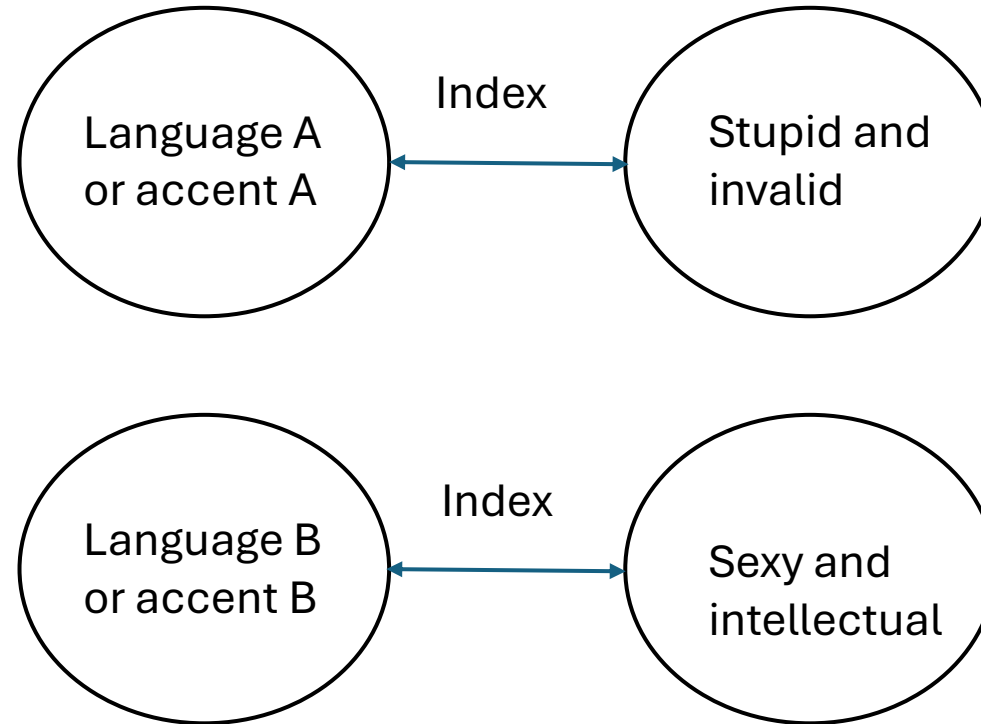 Index
Language A
or accent A
Stupid and
invalid
Index
Language B
or accent B
Sexy and
intellectual